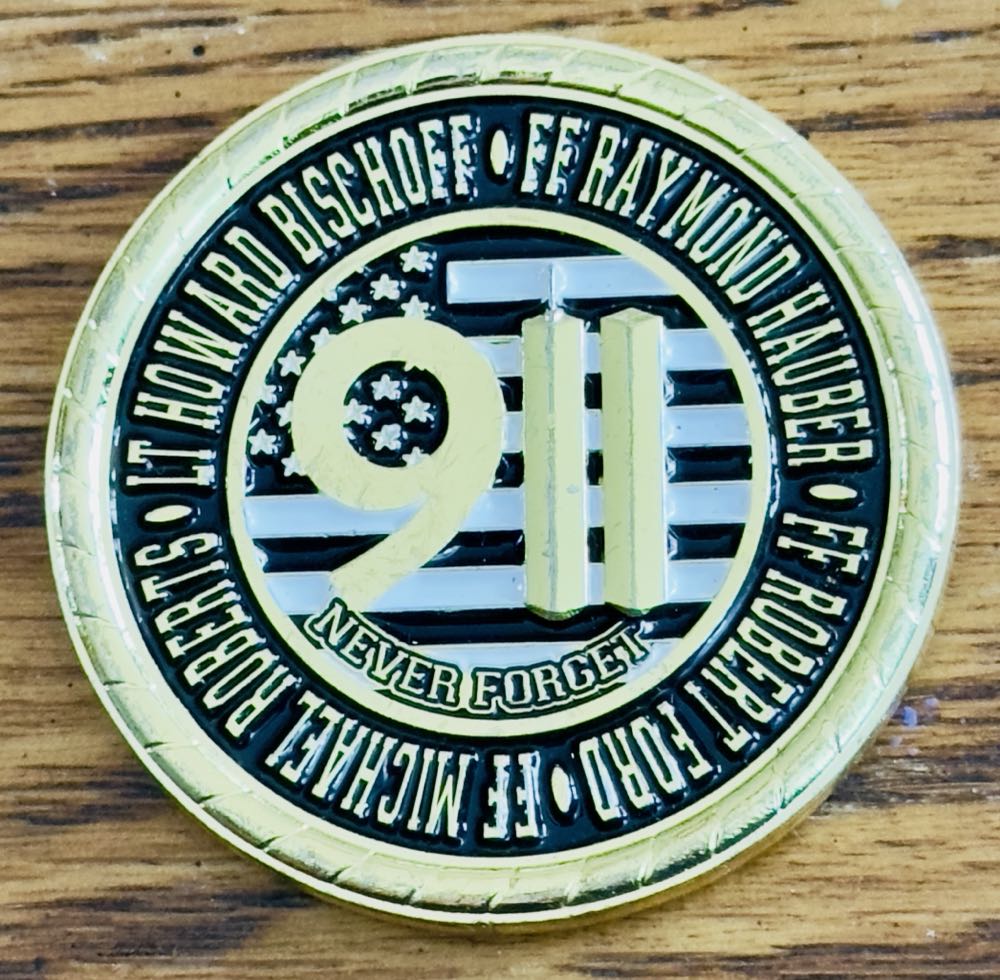 LT HOWARD BISCHOFF • FF RAYMOND HAUBER • FF ROBERT FORD • FF MICHAEL ROBERTS •
911
NEVER FORGET